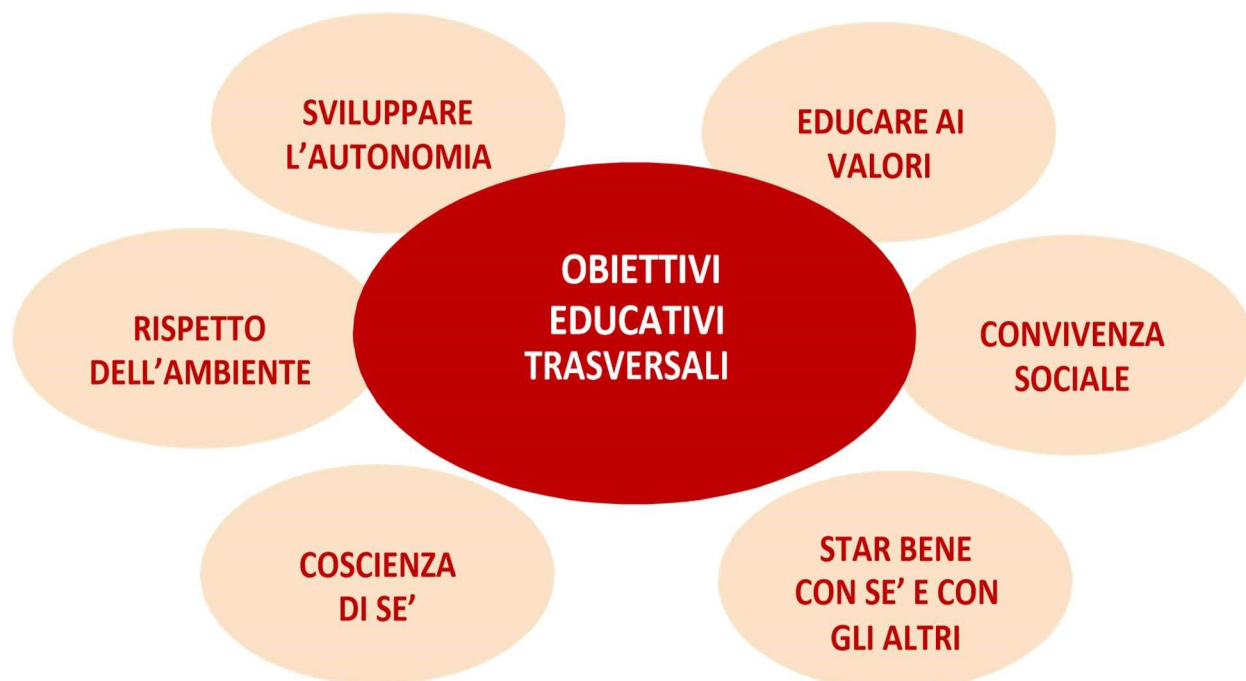 SVILUPPARE
L’AUTONOMIA
EDUCARE AI
VALORI
OBIETTIVI
EDUCATIVI
TRASVERSALI
RISPETTO
DELL’AMBIENTE
CONVIVENZA
SOCIALE
COSCIENZA
DI SE’
STAR BENE
CON SE’ E CON
GLI ALTRI